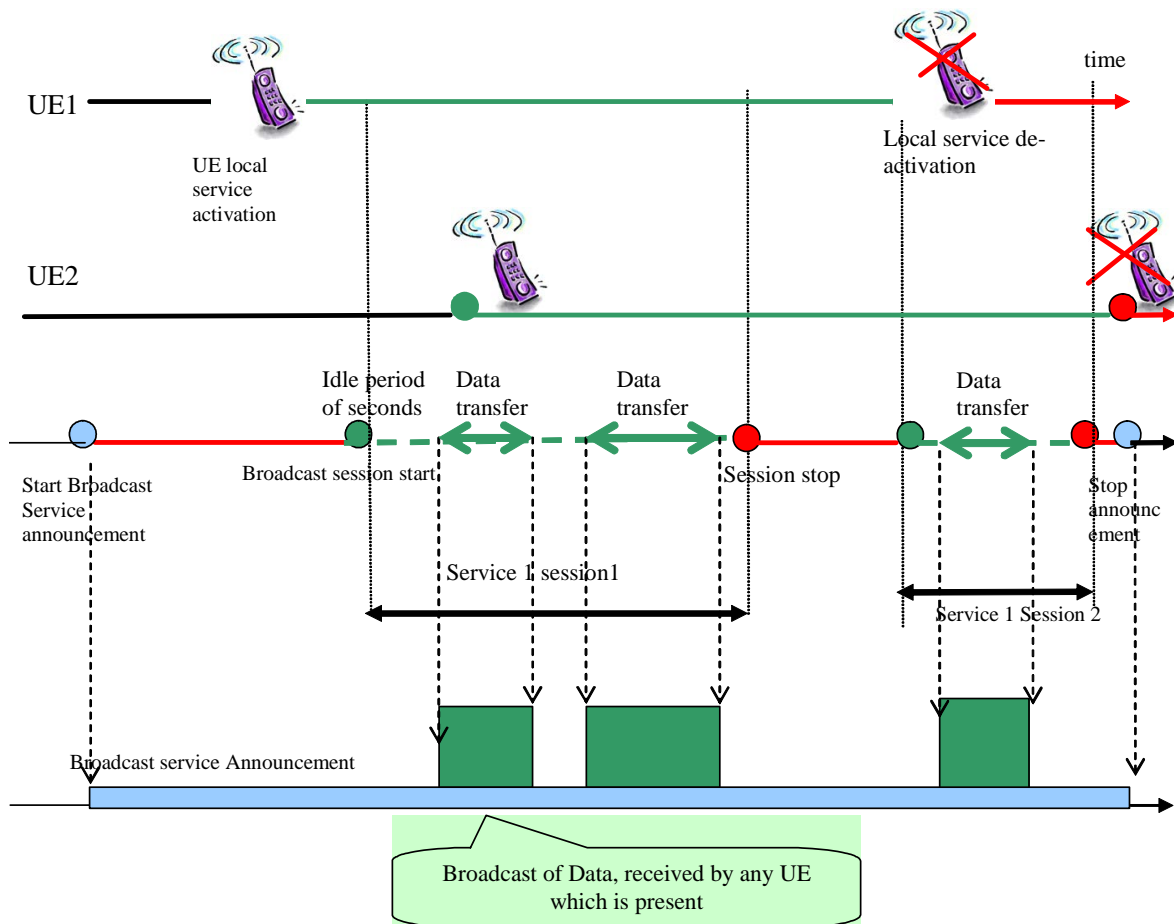 time
UE1
UE local
service
activation
Local service de-
activation
UE2
Idle period
of seconds
Data
transfer
Data
transfer
Data
transfer
Broadcast session start
Session stop
Start Broadcast
Service
announcement
Stop
announc
ement
Service 1 session1
Service 1 Session 2
Broadcast service Announcement
Broadcast of Data, received by any UE
which is present